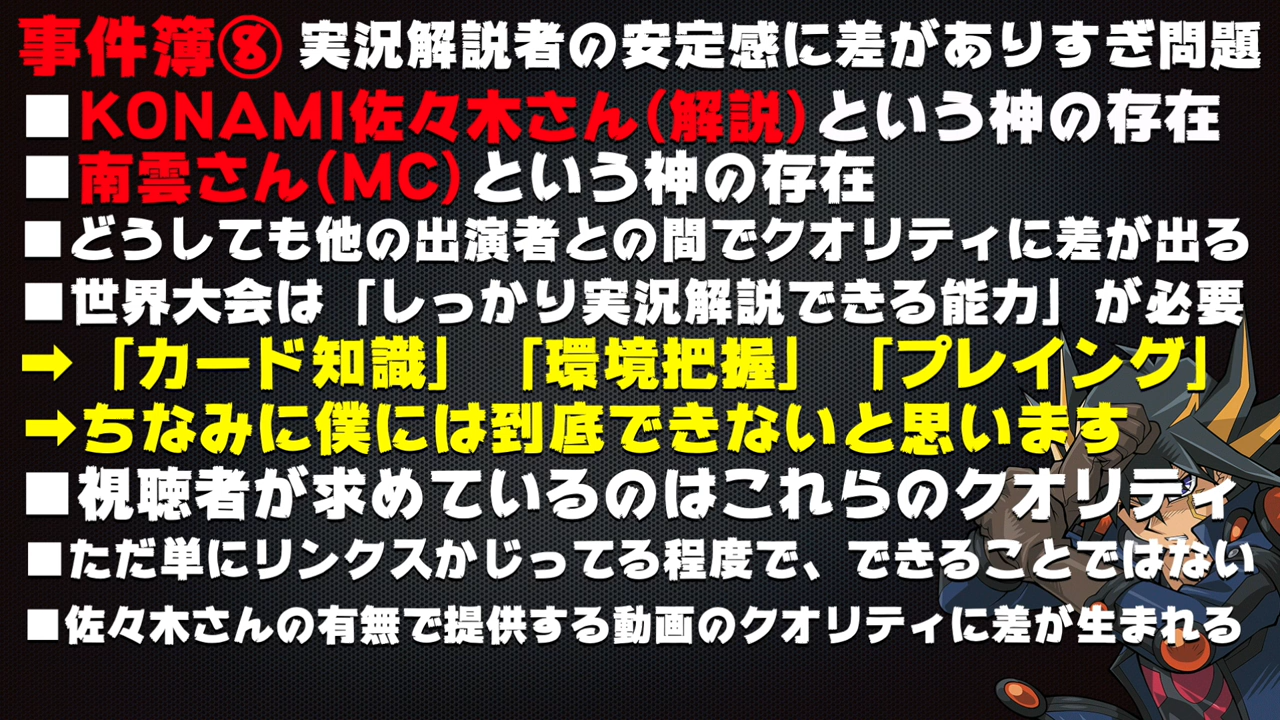 事件簿⑧ 実況解説者の安定感に差がありすぎ問題
■KONAMI佐々木さん(解説)という神の存在
■南雲さん(MC)という神の存在
■どうしても他の出演者との間でクオリティに差が出る
■世界大会は「しっかり実況解説できる能力」が必要
➡「カード知識」「環境把握」「プレイング」
➡ちなみに僕には到底できないと思います
■視聴者が求めているのはこれらのクオリティ
■ただ単にリンクスかじってる程度で、できることではない
■佐々木さんの有無で提供する動画のクオリティに差が生まれる